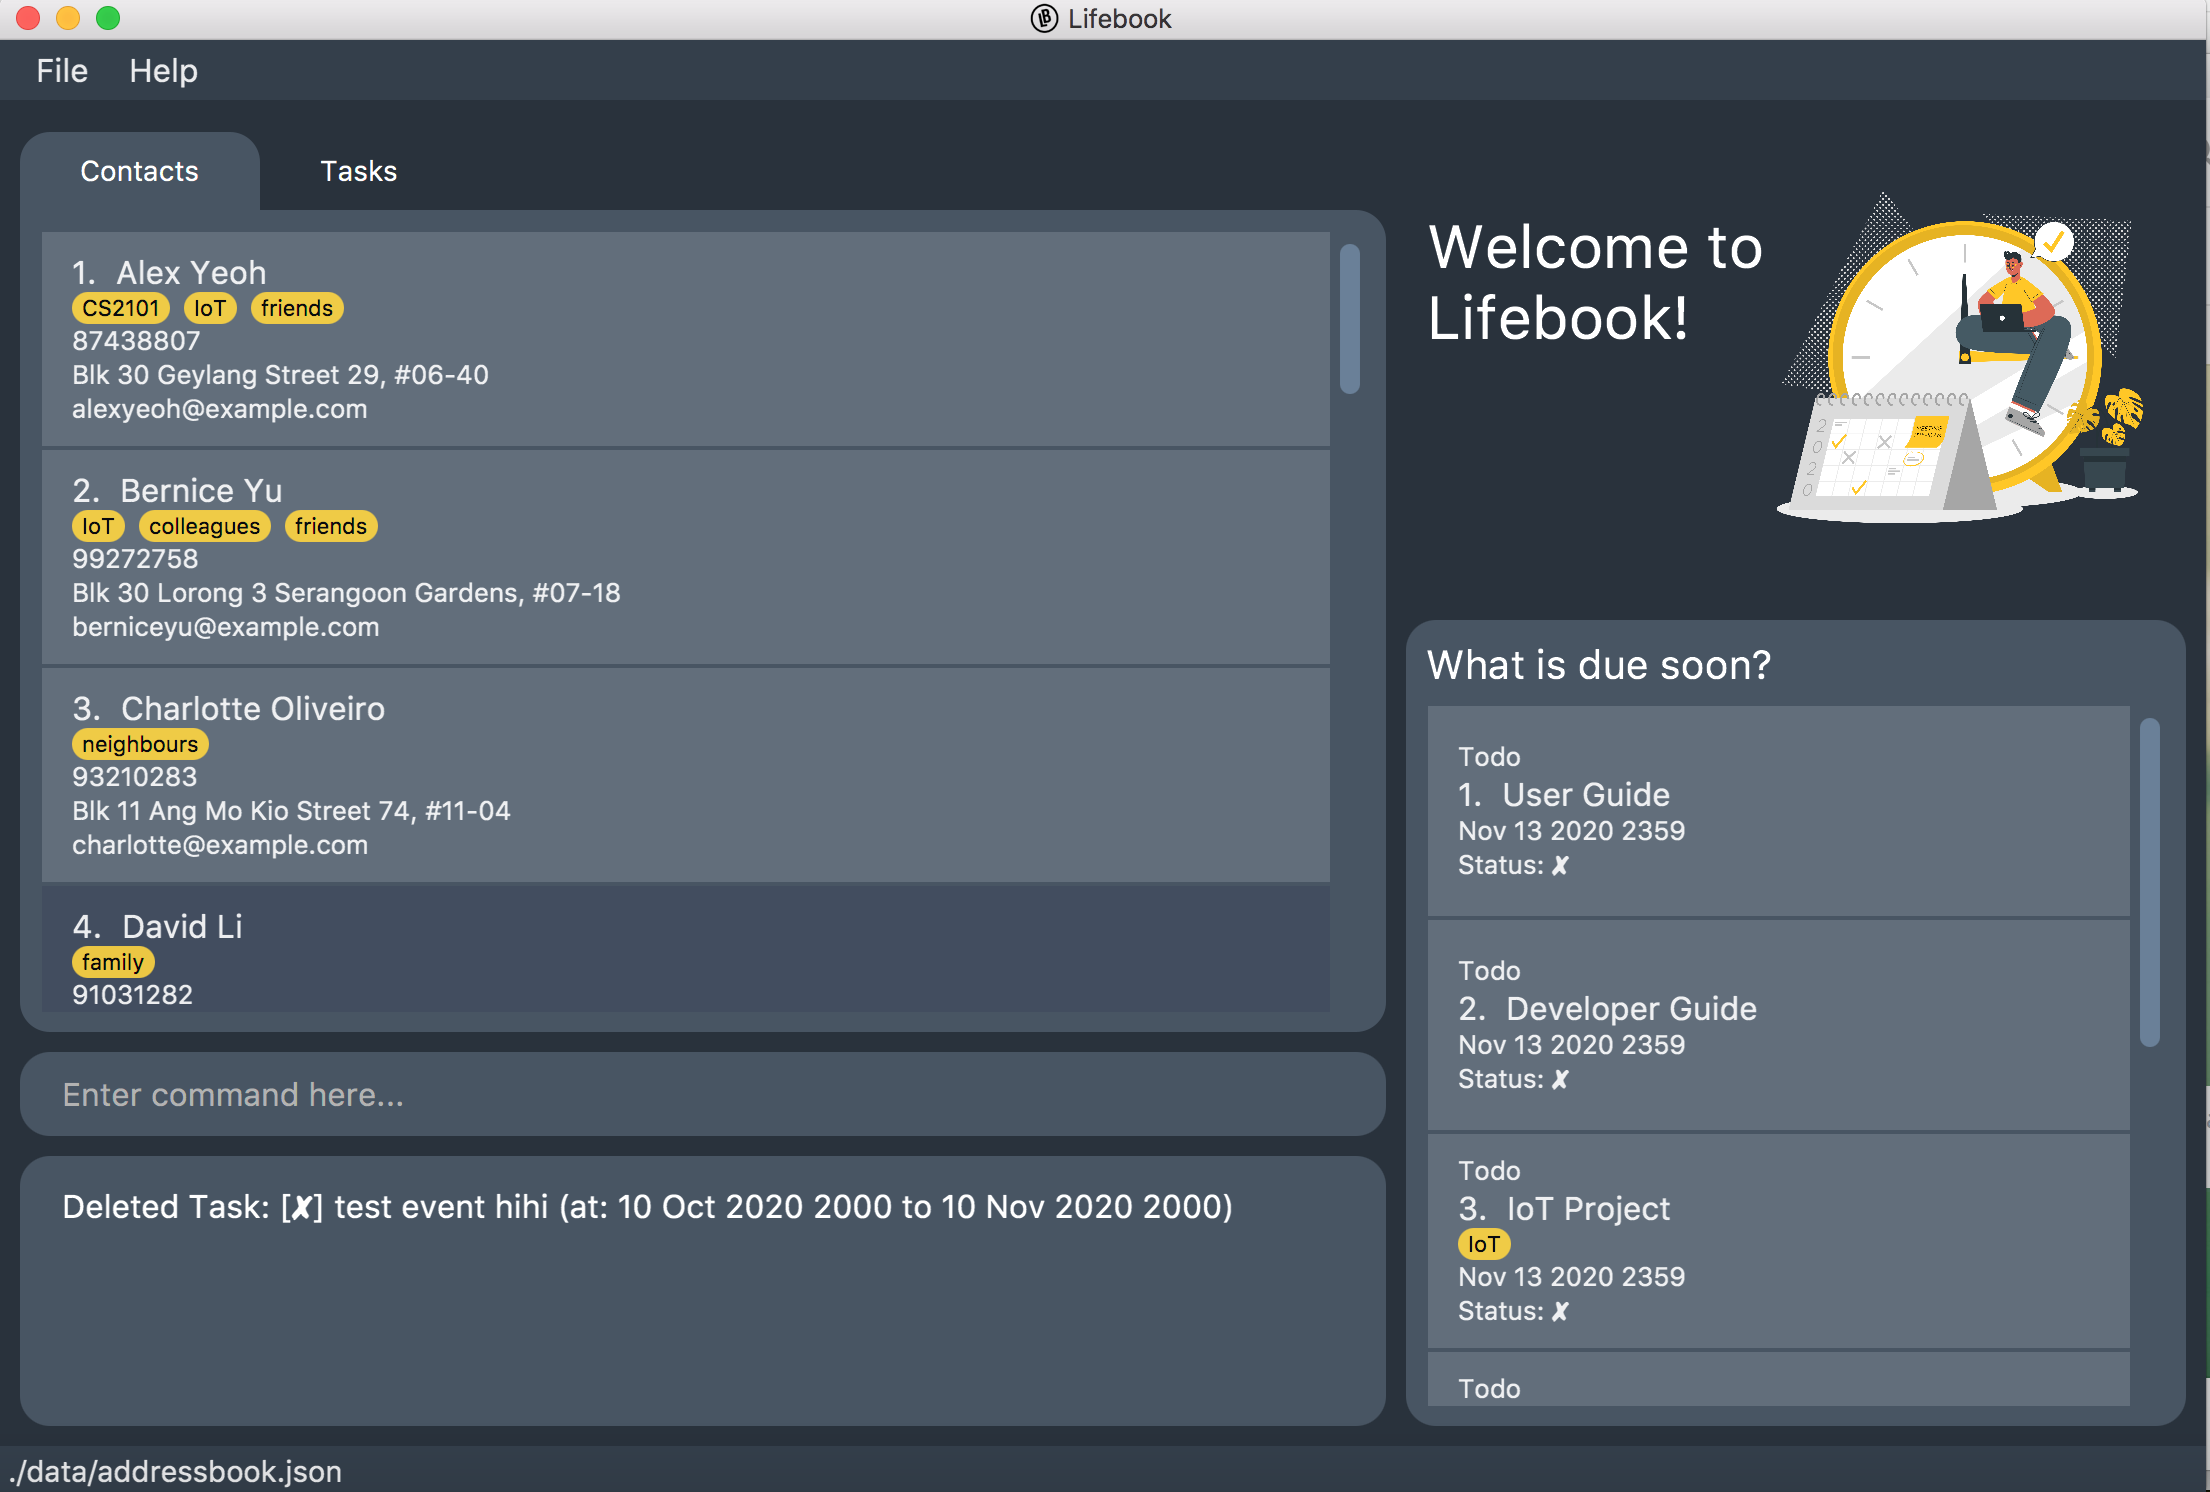 Lifebook
File Help
Contacts Tasks
1. Alex Yeoh
CS2101 IoT friends
87438807
Blk 30 Geylang Street 29, #06-40
alexyeoh@example.com
2. Bernice Yu
IoT colleagues friends
99272758
Blk 30 Lorong 3 Serangoon Gardens, #07-18
berniceyu@example.com
3. Charlotte Oliveiro
neighbours
93210283
Blk 11 Ang Mo Kio Street 74, #11-04
charlotte@example.com
4. David Li
family
91031282
Enter command here...
Deleted Task: [✘] test event hihi (at: 10 Oct 2020 2000 to 10 Nov 2020 2000)
Welcome to
Lifebook!
2020
What is due soon?
Todo
1. User Guide
Nov 13 2020 2359
Status: ✘
Todo
2. Developer Guide
Nov 13 2020 2359
Status: ✘
Todo
3. IoT Project
IoT
Nov 13 2020 2359
Status: ✘
Todo
./data/addressbook.json